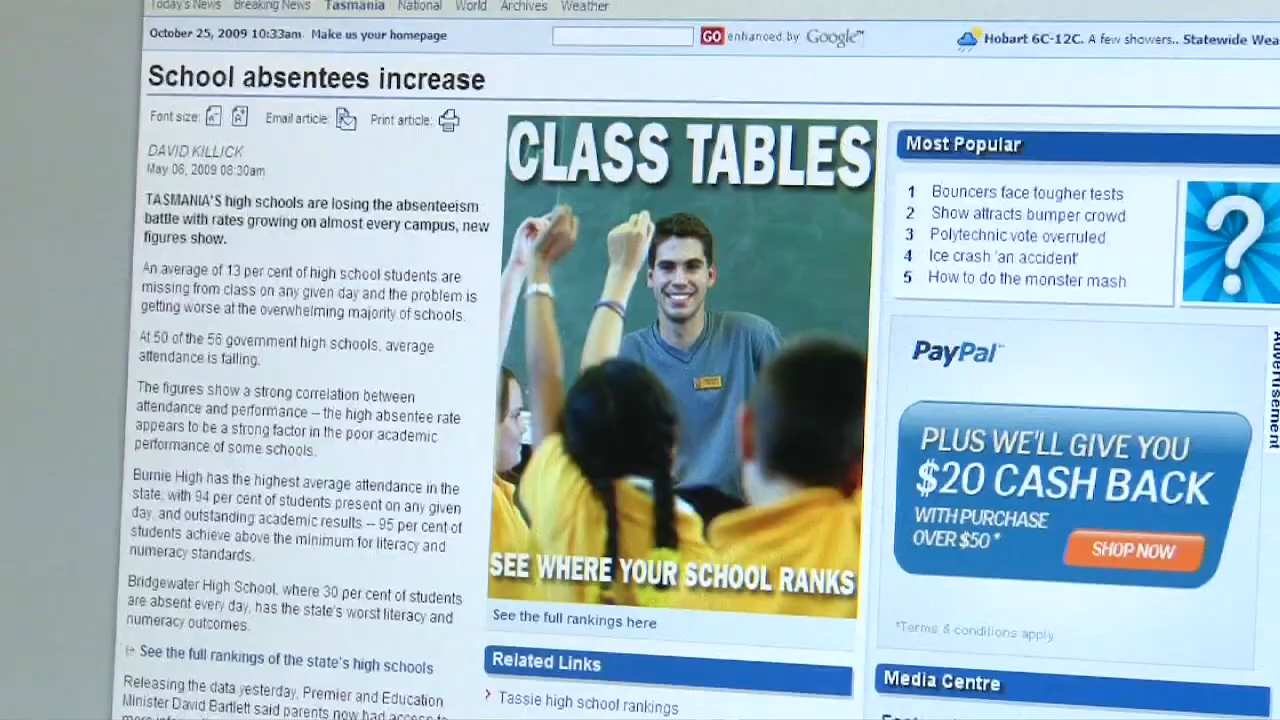 Today's News Breaking News Tasmania National World Archives Weather
October 25, 2009 10:33am Make us your homepage
GO enhanced by Google™
Hobart 6C-12C. A few showers.. Statewide Wea
School absentees increase
Font size: Email article: Print article:
DAVID KILLICK
May 06, 2009 08:30am
TASMANIA'S high schools are losing the absenteeism
battle with rates growing on almost every campus, new
figures show.
An average of 13 per cent of high school students are
missing from class on any given day and the problem is
getting worse at the overwhelming majority of schools.
At 50 of the 56 government high schools, average
attendance is falling.
The figures show a strong correlation between
attendance and performance -- the high absentee rate
appears to be a strong factor in the poor academic
performance of some schools.
Burnie High has the highest average attendance in the
state, with 94 per cent of students present on any given
day, and outstanding academic results -- 95 per cent of
students achieve above the minimum for literacy and
numeracy standards.
Bridgewater High School, where 30 per cent of students
are absent every day, has the state's worst literacy and
numeracy outcomes.
See the full rankings of the state's high schools
Releasing the data yesterday, Premier and Education
Minister David Bartlett said parents now had access to
CLASS TABLES
SEE WHERE YOUR SCHOOL RANKS
See the full rankings here
Related Links
Tassie high school rankings
Most Popular
1 Bouncers face tougher tests
2 Show attracts bumper crowd
3 Polytechnic vote overruled
4 Ice crash 'an accident'
5 How to do the monster mash
?
Advertisement
PayPal™
PLUS WE'LL GIVE YOU
$20 CASH BACK
WITH PURCHASE
OVER $50*
SHOP NOW
*Terms & conditions apply
Media Centre